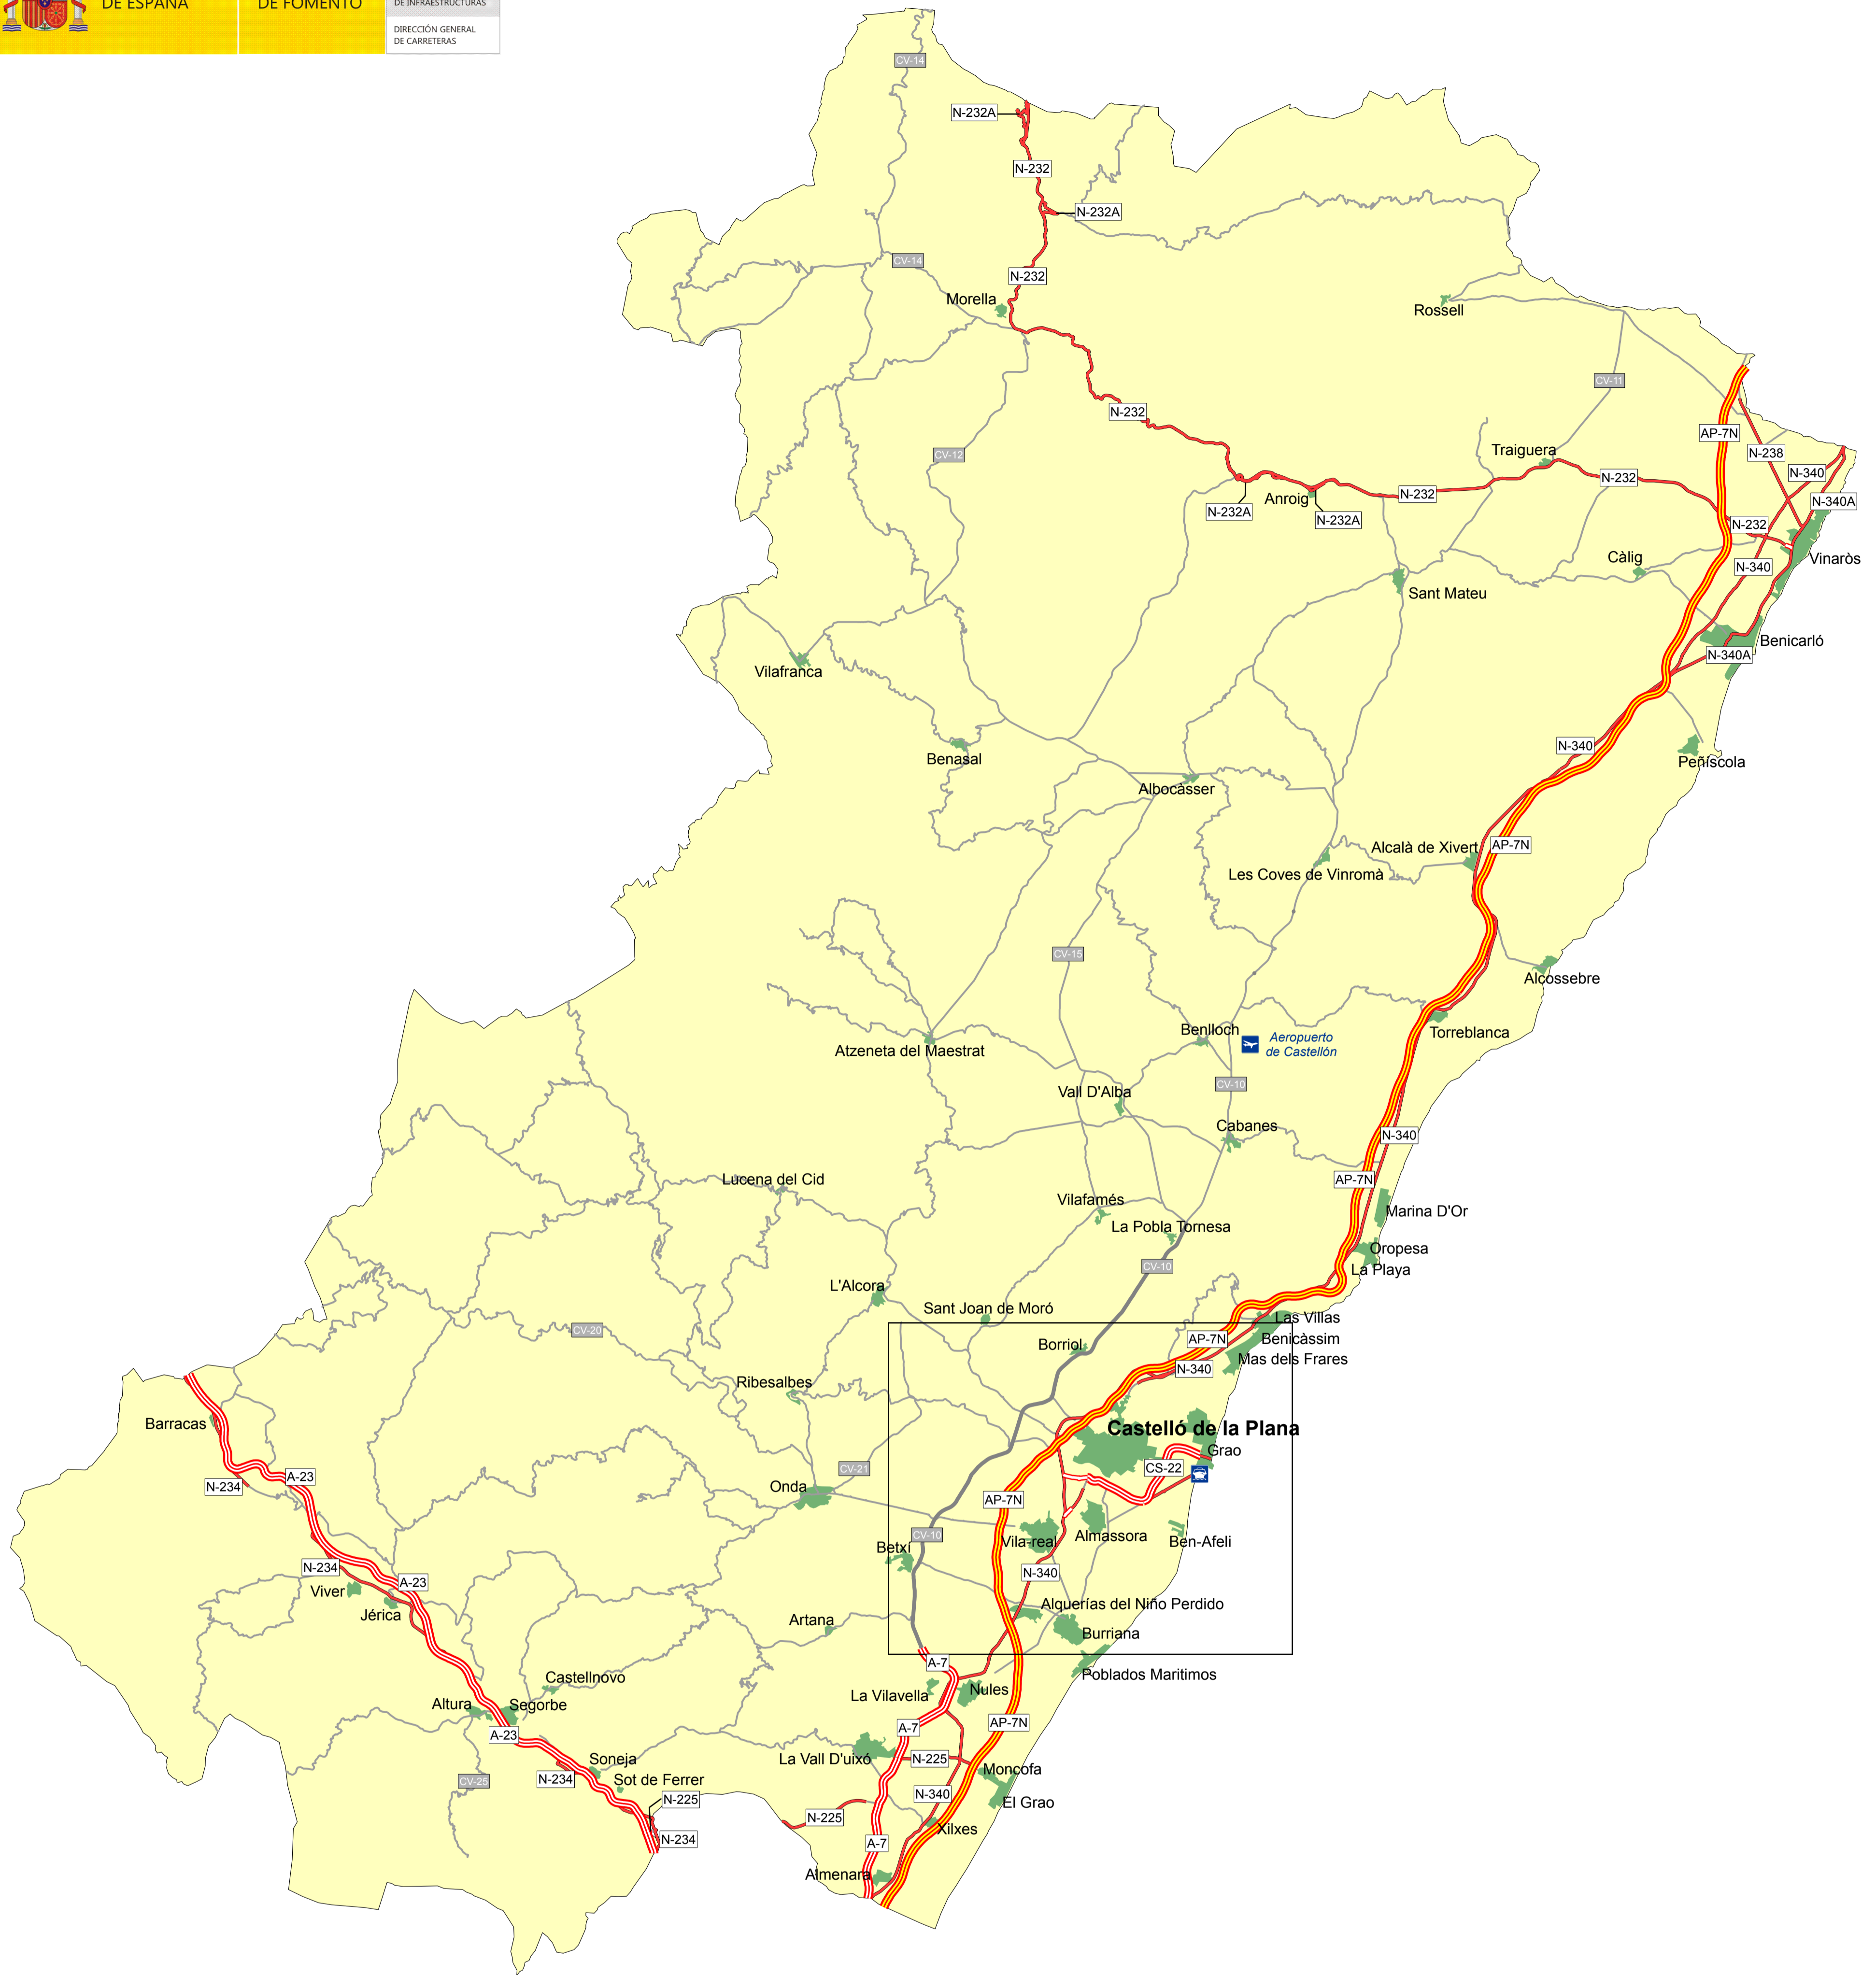 DE ESPAÑA
DE FOMENTO
DE INFRAESTRUCTURAS
DIRECCIÓN GENERAL
DE CARRETERAS
CV-14
N-232A
N-232
N-232A
CV-14
N-232
Morella
Rossell
CV-11
N-232
AP-7N
CV-12
Traiguera
N-238
N-340
N-232
N-232
Anroig
N-340A
N-232A
N-232A
N-232
Càlig
Vinaròs
N-340
Sant Mateu
Benicarló
N-340A
Vilafranca
N-340
Benasal
Peñíscola
Albocàsser
Alcalà de Xivert
AP-7N
Les Coves de Vinromà
CV-15
Alcossebre
Benlloch
Aeropuerto
de Castellón
Torreblanca
Atzeneta del Maestrat
CV-10
Vall D'Alba
Cabanes
N-340
Lucena del Cid
AP-7N
Vilafamés
Marina D'Or
La Pobla Tornesa
Oropesa
CV-10
La Playa
L'Alcora
Sant Joan de Moró
Las Villas
CV-20
Borriol
AP-7N
Benicàssim
Mas dels Frares
N-340
Ribesalbes
Barracas
Castelló de la Plana
Grao
CV-21
CS-22
A-23
N-234
Onda
AP-7N
CV-10
Vila-real
Almassora
Ben-Afeli
Betxí
N-234
N-340
A-23
Viver
Jérica
Alquerías del Niño Perdido
Artana
Burriana
A-7
Poblados Maritimos
Castellnovo
La Vilavella
Nules
Altura
Segorbe
AP-7N
A-7
A-23
La Vall D'uixó
N-225
Soneja
Moncofa
N-234
Sot de Ferrer
CV-25
N-340
N-225
El Grao
N-225
Xilxes
N-234
A-7
Almenara